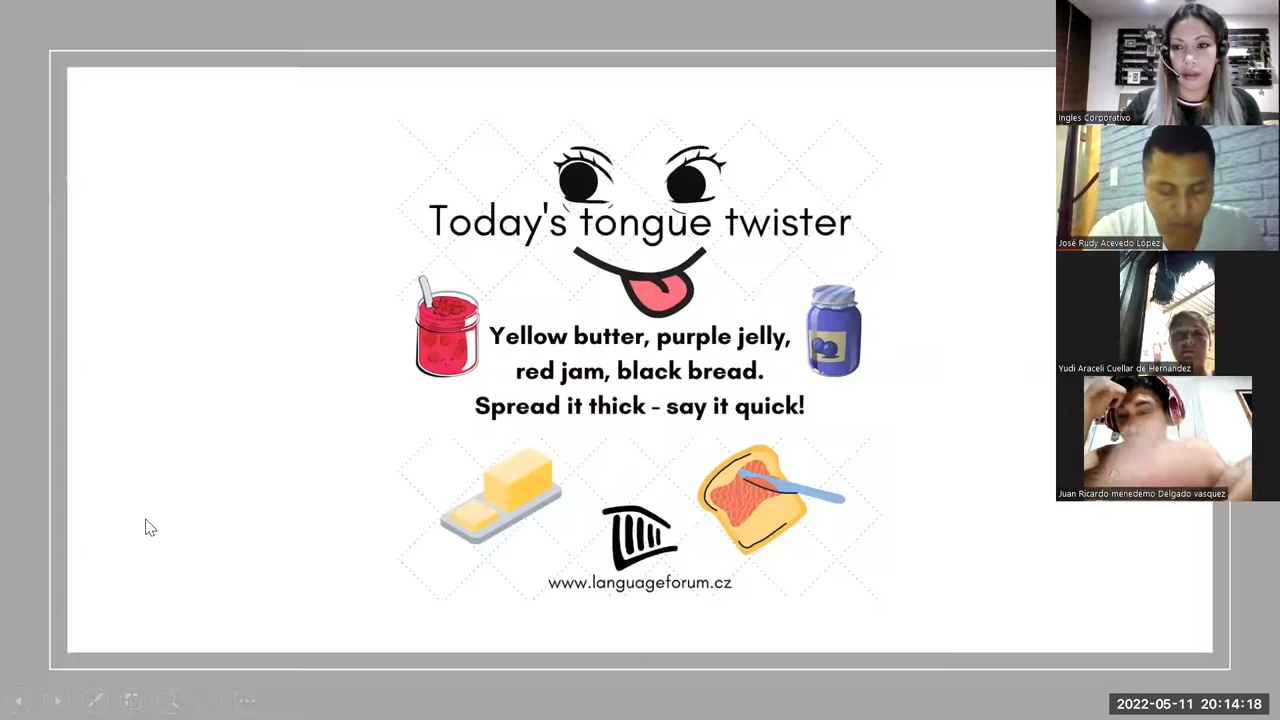 Today's tongue twister
Yellow butter, purple jelly,
red jam, black bread.
Spread it thick - say it quick!
www.languageforum.cz
Ingles Corporativo
José Rudy Acevedo López
Yudi Araceli Cuellar de Hernández
Juan Ricardo menedemo Delgado vasquez
2022-05-11 20:14:18